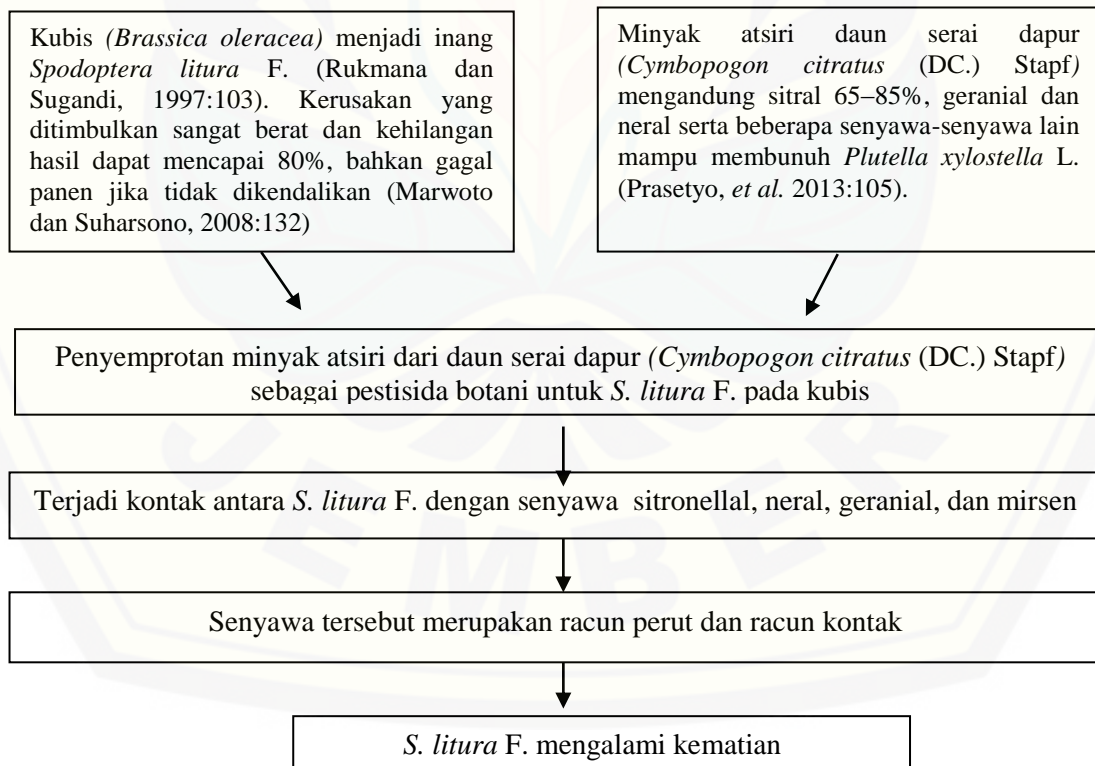 Kubis (Brassica oleracea) menjadi inang
Spodoptera litura F. (Rukmana dan
Sugandi, 1997:103). Kerusakan yang
ditimbulkan sangat berat dan kehilangan
hasil dapat mencapai 80%, bahkan gagal
panen jika tidak dikendalikan (Marwoto
dan Suharsono, 2008:132)
Minyak atsiri daun serai dapur
(Cymbopogon citratus (DC.) Stapf)
mengandung sitral 65–85%, geranial dan
neral serta beberapa senyawa-senyawa lain
mampu membunuh Plutella xylostella L.
(Prasetyo, et al. 2013:105).
Penyemprotan minyak atsiri dari daun serai dapur (Cymbopogon citratus (DC.) Stapf)
sebagai pestisida botani untuk S. litura F. pada kubis
Terjadi kontak antara S. litura F. dengan senyawa sitronellal, neral, geranial, dan mirsen
Senyawa tersebut merupakan racun perut dan racun kontak
S. litura F. mengalami kematian
JEMBER